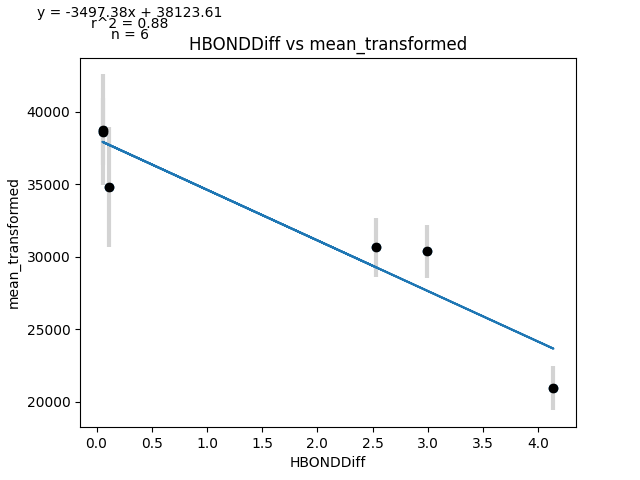 y = -3497.38x + 38123.61
r^2 = 0.88
n = 6
HBONDDiff vs mean_transformed
mean_transformed
40000
35000
30000
25000
20000
0.0 0.5 1.0 1.5 2.0 2.5 3.0 3.5 4.0
HBONDDiff